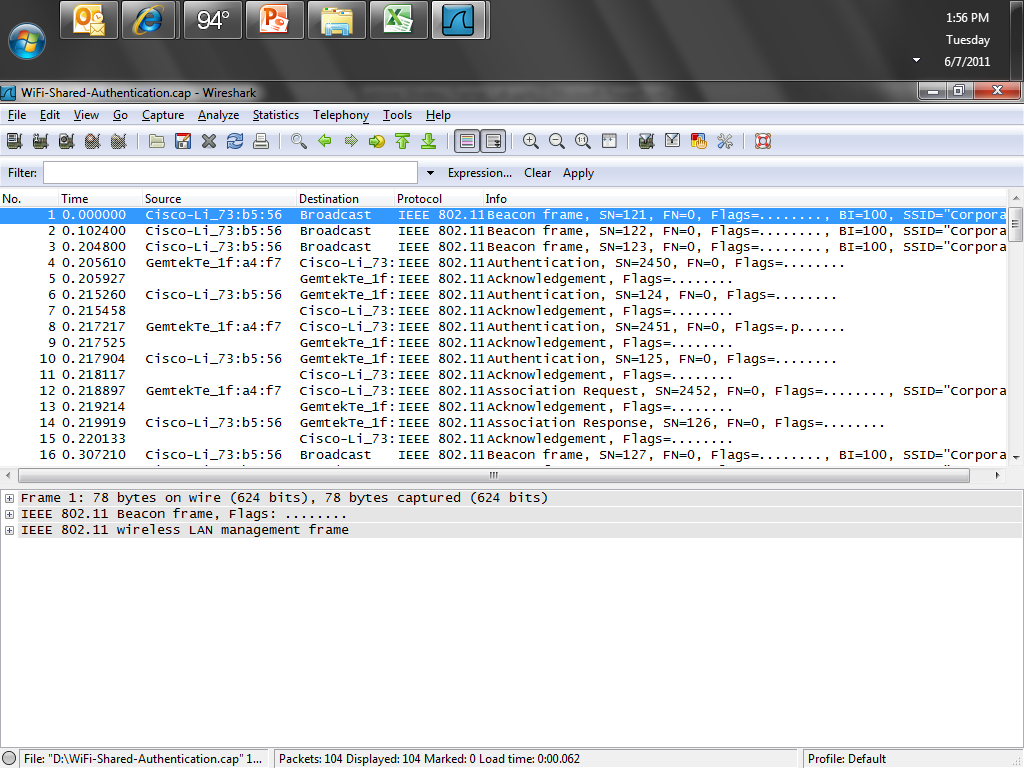 94°
1:56 PM
Tuesday
6/7/2011
WiFi-Shared-Authentication.cap - Wireshark
File Edit View Go Capture Analyze Statistics Telephony Tools Help
Filter: Expression... Clear Apply
No. Time Source Destination Protocol Info
1 0.000000 Cisco-Li_73:b5:56 Broadcast IEEE 802.11 Beacon frame, SN=121, FN=0, Flags=........, BI=100, SSID="Corpora
2 0.102400 Cisco-Li_73:b5:56 Broadcast IEEE 802.11 Beacon frame, SN=122, FN=0, Flags=........, BI=100, SSID="Corpora
3 0.204800 Cisco-Li_73:b5:56 Broadcast IEEE 802.11 Beacon frame, SN=123, FN=0, Flags=........, BI=100, SSID="Corpora
4 0.205610 GemtekTe_1f:a4:f7 Cisco-Li_73: IEEE 802.11 Authentication, SN=2450, FN=0, Flags=........
5 0.205927 GemtekTe_1f: IEEE 802.11 Acknowledgement, Flags=........
6 0.215260 Cisco-Li_73:b5:56 GemtekTe_1f: IEEE 802.11 Authentication, SN=124, FN=0, Flags=........
7 0.215458 Cisco-Li_73: IEEE 802.11 Acknowledgement, Flags=........
8 0.217217 GemtekTe_1f:a4:f7 Cisco-Li_73: IEEE 802.11 Authentication, SN=2451, FN=0, Flags=.p......
9 0.217525 GemtekTe_1f: IEEE 802.11 Acknowledgement, Flags=........
10 0.217904 Cisco-Li_73:b5:56 GemtekTe_1f: IEEE 802.11 Authentication, SN=125, FN=0, Flags=........
11 0.218117 Cisco-Li_73: IEEE 802.11 Acknowledgement, Flags=........
12 0.218897 GemtekTe_1f:a4:f7 Cisco-Li_73: IEEE 802.11 Association Request, SN=2452, FN=0, Flags=........, SSID="Corpora
13 0.219214 GemtekTe_1f: IEEE 802.11 Acknowledgement, Flags=........
14 0.219919 Cisco-Li_73:b5:56 GemtekTe_1f: IEEE 802.11 Association Response, SN=126, FN=0, Flags=........
15 0.220133 Cisco-Li_73: IEEE 802.11 Acknowledgement, Flags=........
16 0.307210 Cisco-Li_73:b5:56 Broadcast IEEE 802.11 Beacon frame, SN=127, FN=0, Flags=........, BI=100, SSID="Corpora
Frame 1: 78 bytes on wire (624 bits), 78 bytes captured (624 bits)
IEEE 802.11 Beacon frame, Flags: ........
IEEE 802.11 wireless LAN management frame
File: "D:\WiFi-Shared-Authentication.cap" 1... Packets: 104 Displayed: 104 Marked: 0 Load time: 0:00.062 Profile: Default